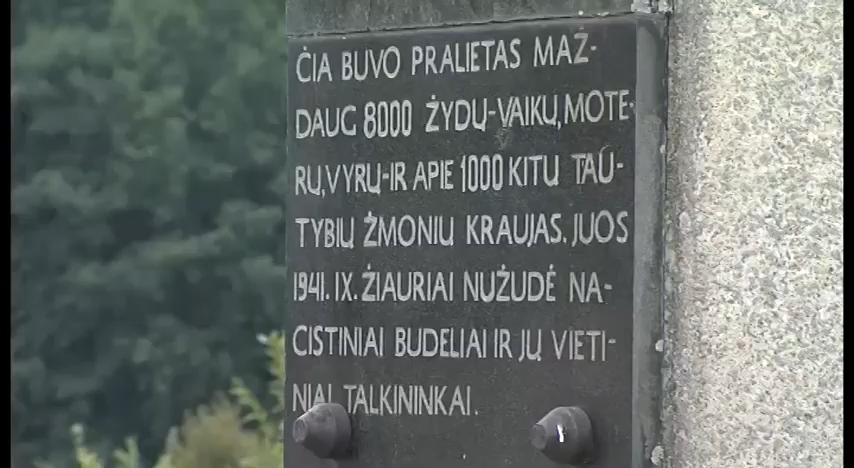 ČIA BUVO PRALIETAS MAŽ-
DAUG 8000 ŽYDŲ-VAIKŲ, MOTE-
RŲ, VYRŲ-IR APIE 1000 KITŲ TAU-
TYBIŲ ŽMONIŲ KRAUJAS. JUOS
1941. IX. ŽIAURIAI NUŽUDĖ NA-
CISTINIAI BUDELIAI IR JŲ VIETI-
NIAI TALKININKAI.